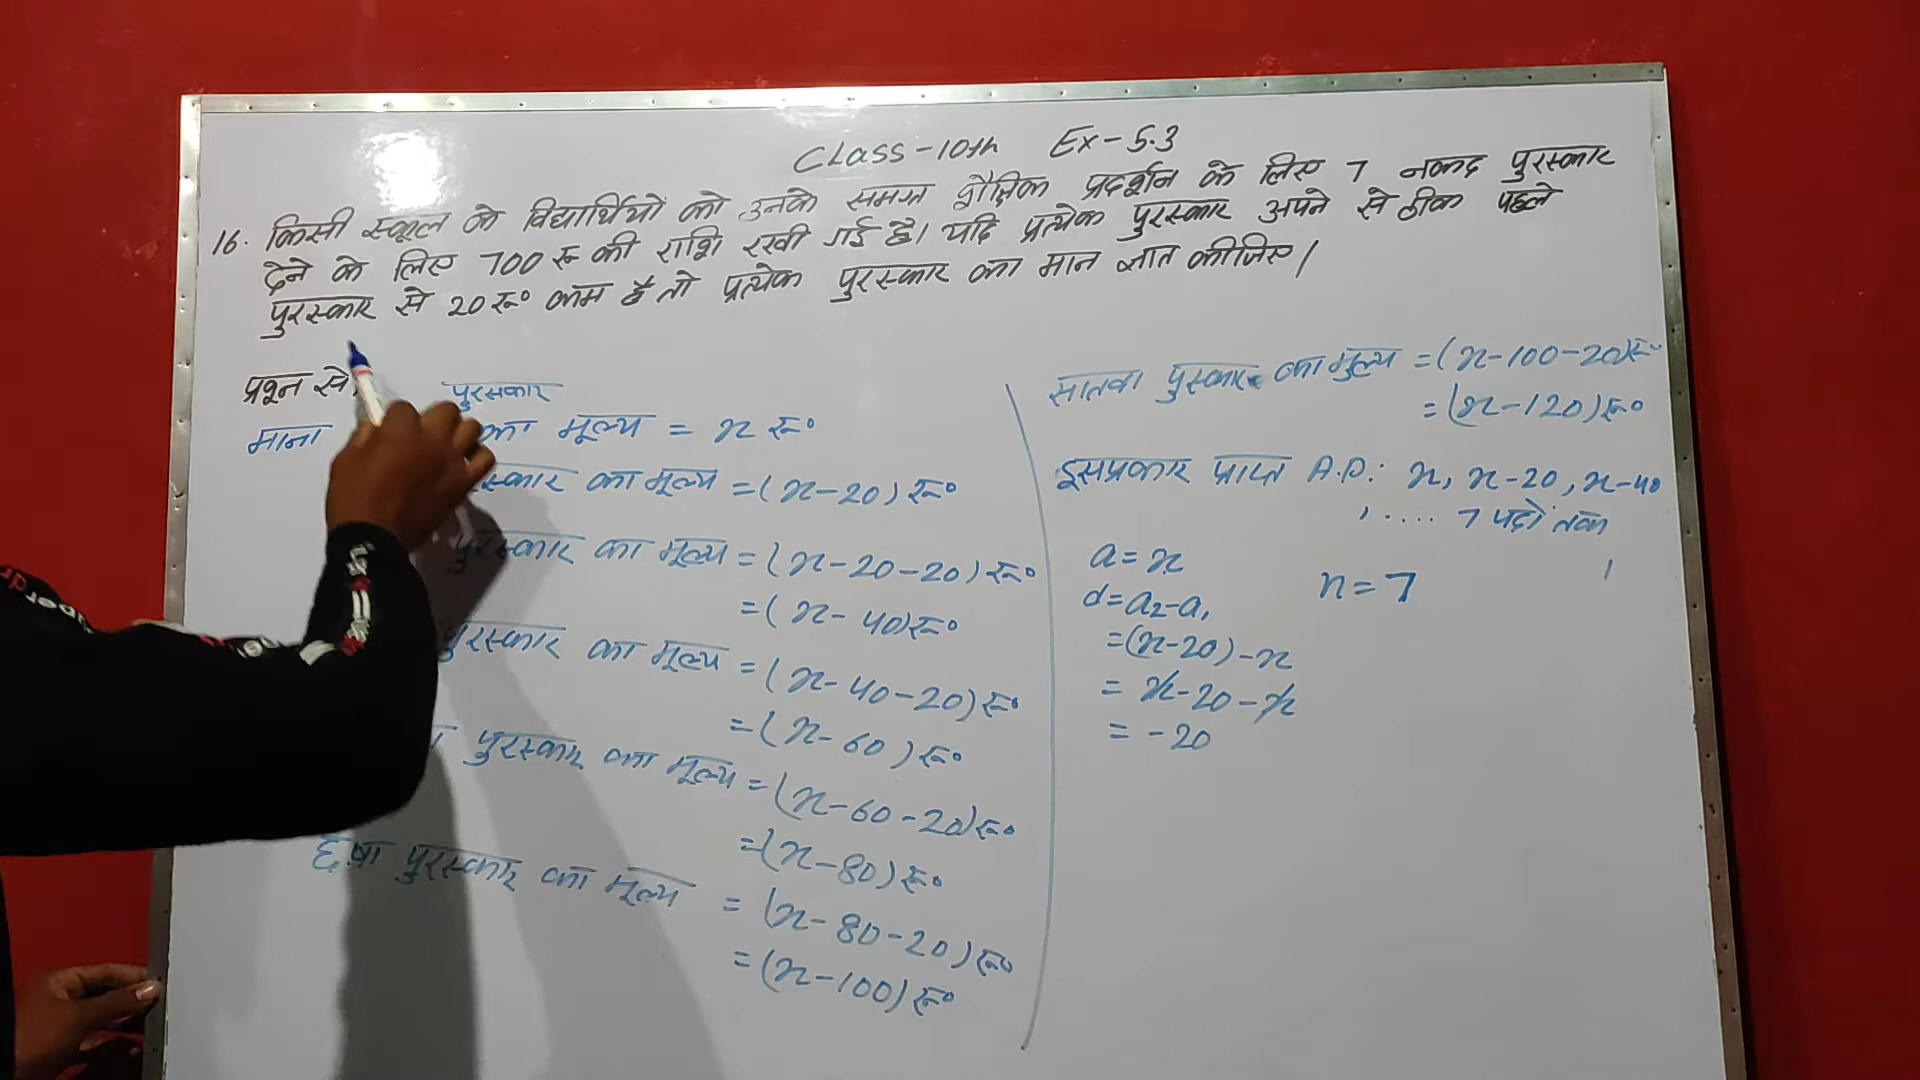 CLASS-10th Ex-5.3
16. किसी स्कूल के विद्यार्थियों को उनके समग्र शैक्षिक प्रदर्शन के लिए 7 नकद पुरस्कार
देने के लिए 700 रू की राशि रखी गई है। यदि प्रत्येक पुरस्कार अपने से ठीक पहले
पुरस्कार से 20 रू० कम है तो प्रत्येक पुरस्कार का मान ज्ञात कीजिए।
प्रश्न से,
पुरसकार
माना का मूल्य = x रू०
का मूल्य = (x-20) रू०
पुरस्कार का मूल्य = (x-20-20) रू०
= (x-40) रू०
पुरस्कार का मूल्य = (x-40-20) रू०
= (x-60) रू०
पुरस्कार का मूल्य = (x-60-20) रू०
= (x-80) रू०
पुरस्कार का मूल्य = (x-80-20) रू०
= (x-100) रू०
सातवा पुरस्कार का मुल्य = (x-100-20) रू०
= (x-120) रू०
इसप्रकार प्राप्त A.P.: x, x-20, x-40
, .... 7 पदों तक
a = x
n = 7
d = a₂-a₁
= (x-20)-x
= x-20-x
= -20